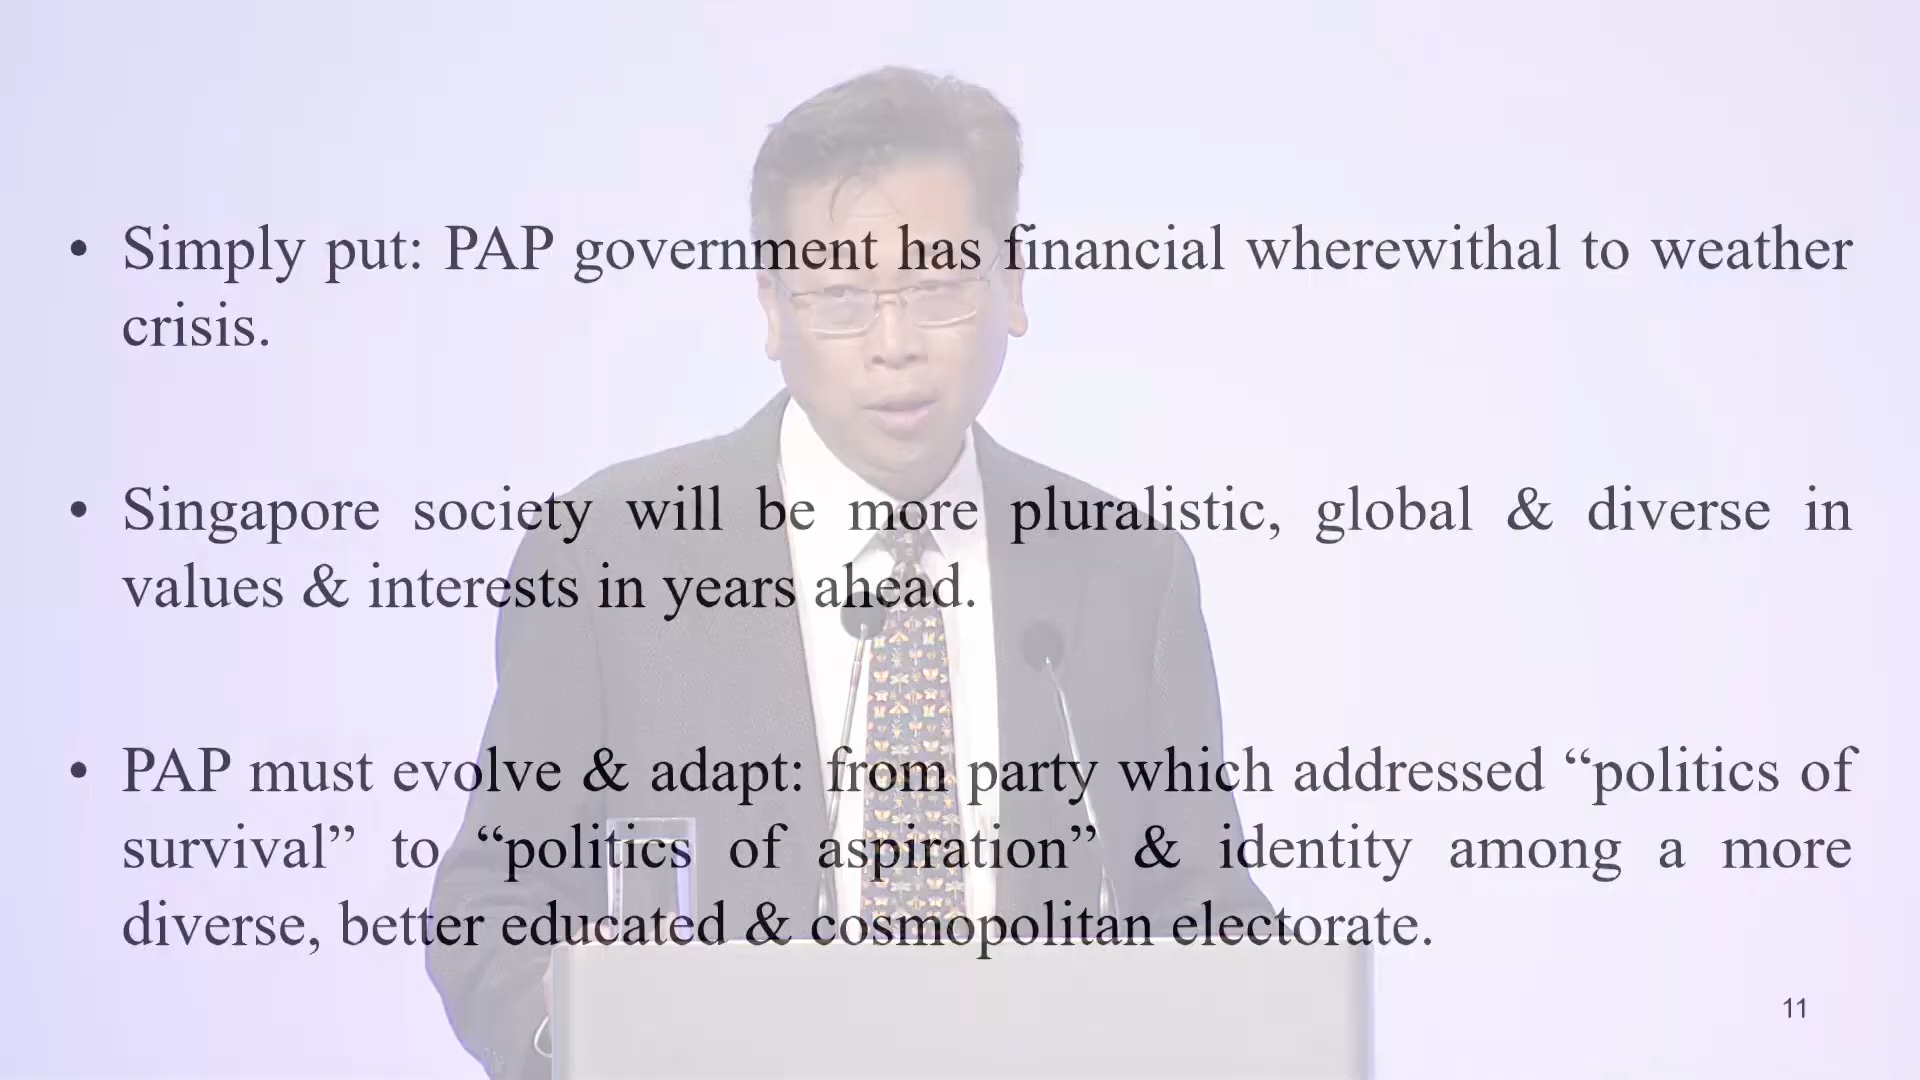 • Simply put: PAP government has financial wherewithal to weather
crisis.
• Singapore society will be more pluralistic, global & diverse in
values & interests in years ahead.
• PAP must evolve & adapt: from party which addressed “politics of
survival” to “politics of aspiration” & identity among a more
diverse, better educated & cosmopolitan electorate.
11